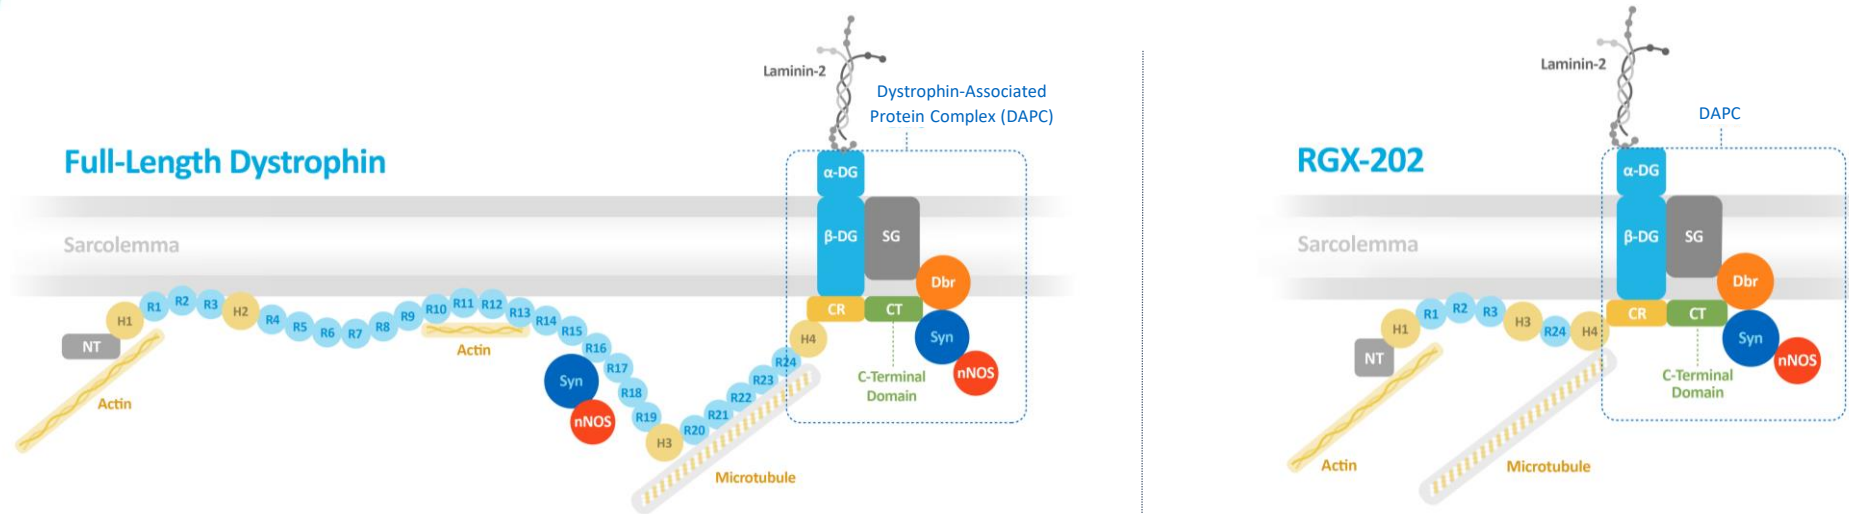 Laminin-2
Dystrophin-Associated
Protein Complex (DAPC)
Full-Length Dystrophin
α-DG
Sarcolemma
β-DG
SG
Dbr
NT
H1
R1
R2
R3
H2
R4
R5
R6
R7
R8
R9
R10
R11
R12
R13
R14
R15
R16
R17
R18
R19
H3
R20
R21
R22
R23
R24
H4
CR
CT
Actin
Actin
Syn
nNOS
Syn
nNOS
C-Terminal
Domain
Microtubule
Laminin-2
DAPC
RGX-202
α-DG
Sarcolemma
β-DG
SG
Dbr
NT
H1
R1
R2
R3
H3
R24
H4
CR
CT
Syn
nNOS
C-Terminal
Domain
Actin
Microtubule